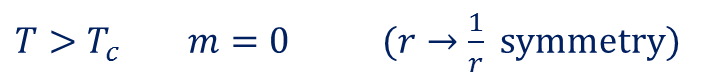 T > T_c   m = 0   (r → 1/r symmetry)